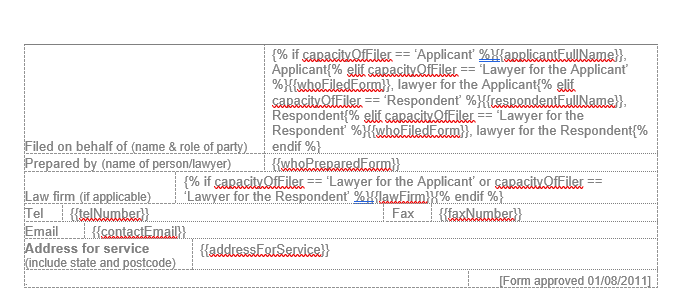 {% if capacityOfFiler == ‘Applicant’ %}{{applicantFullName}},
Applicant{% elif capacityOfFiler == ‘Lawyer for the Applicant’
%}{{whoFiledForm}}, lawyer for the Applicant{% elif
capacityOfFiler == ‘Respondent’ %}{{respondentFullName}},
Respondent{% elif capacityOfFiler == ‘Lawyer for the
Respondent’ %}{{whoFiledForm}}, lawyer for the Respondent{%
Filed on behalf of (name & role of party) endif %}
Prepared by (name of person/lawyer) {{whoPreparedForm}}
{% if capacityOfFiler == ‘Lawyer for the Applicant’ or capacityOfFiler ==
Law firm (if applicable) ‘Lawyer for the Respondent’ %}{{lawFirm}}{% endif %}
Tel {{telNumber}} Fax {{faxNumber}}
Email {{contactEmail}}
Address for service {{addressForService}}
(include state and postcode)
[Form approved 01/08/2011]